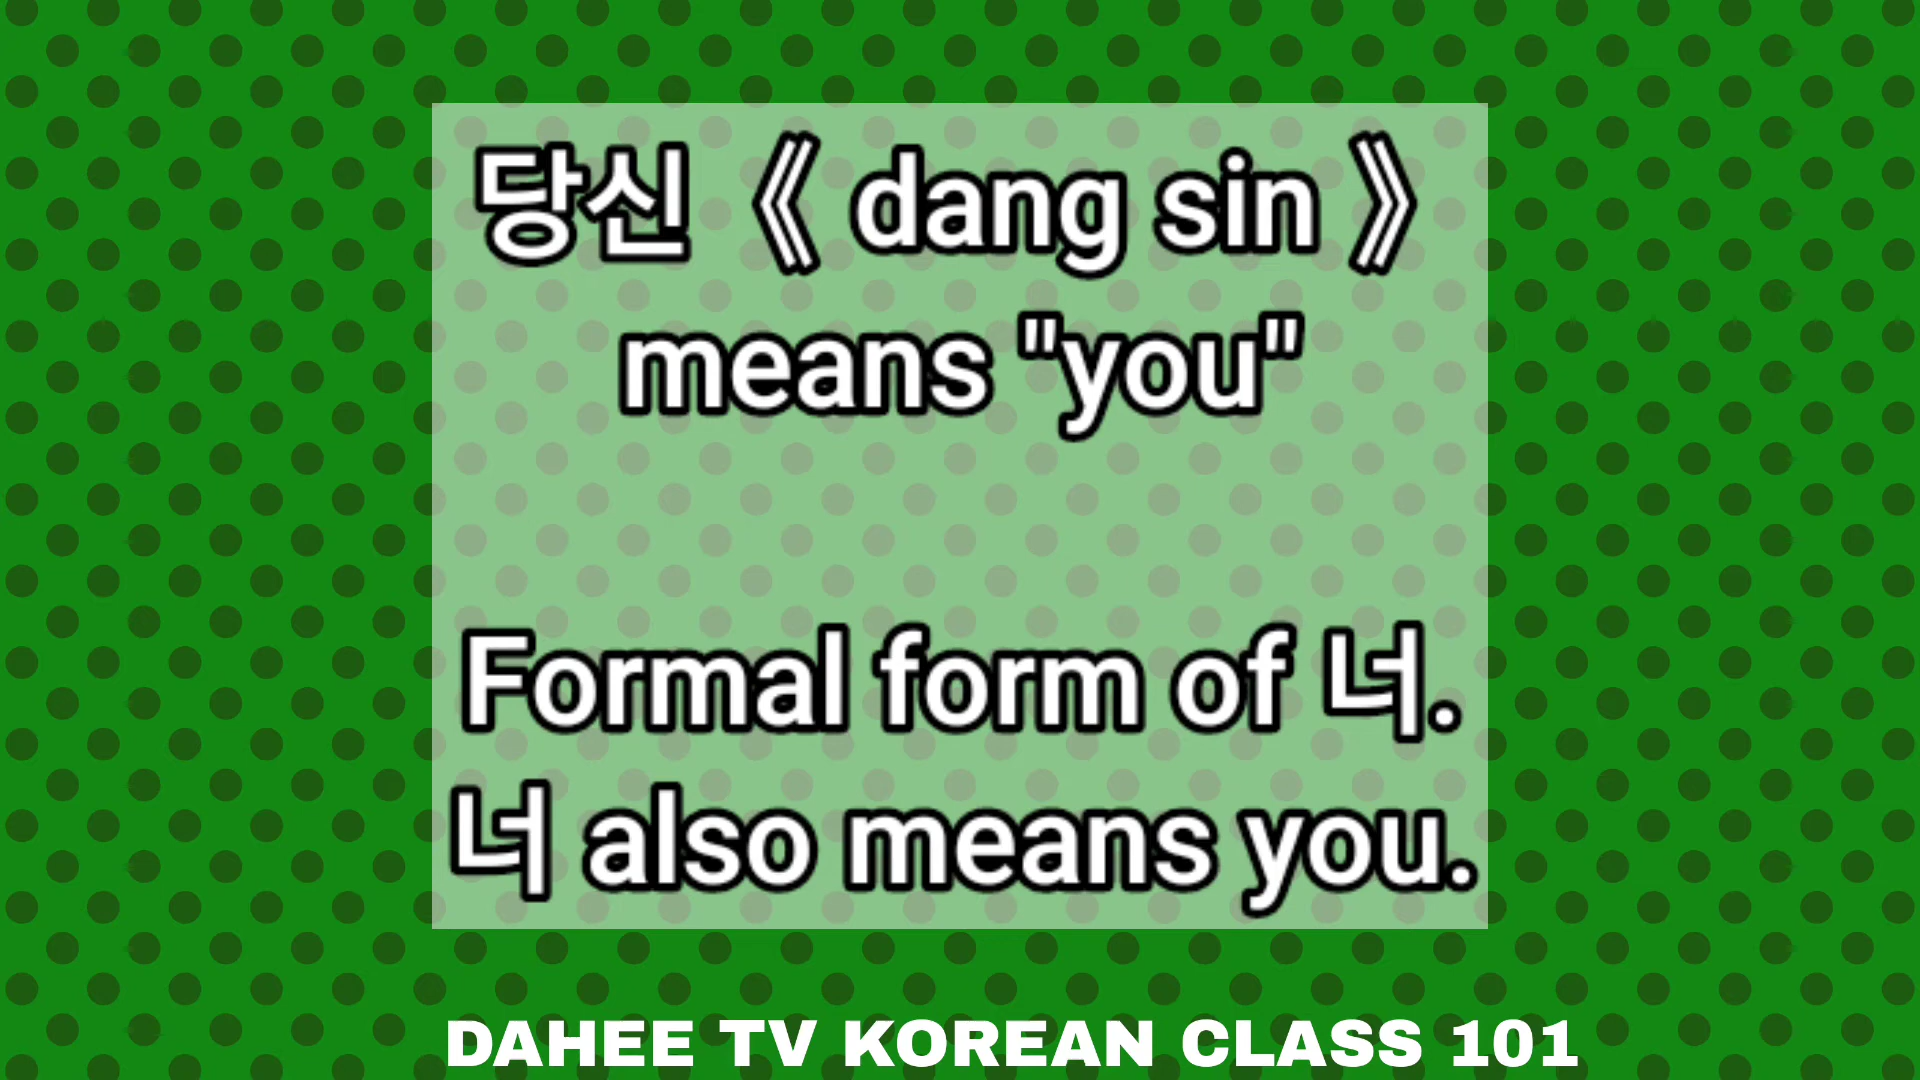 당신《 dang sin 》
means "you"
Formal form of 너.
너 also means you.
DAHEE TV KOREAN CLASS 101